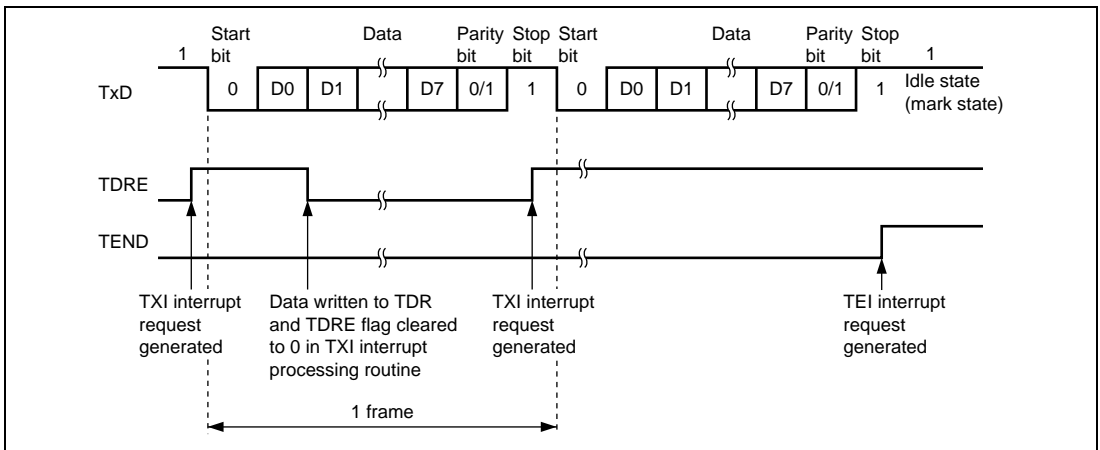 Start Data Parity Stop Start Data Parity Stop
1 bit bit bit bit bit bit 1
TxD 0 D0 D1 D7 0/1 1 0 D0 D1 D7 0/1 1 Idle state
(mark state)
TDRE
TEND
TXI interrupt
request
generated
Data written to TDR
and TDRE flag cleared
to 0 in TXI interrupt
processing routine
TXI interrupt
request
generated
TEI interrupt
request
generated
1 frame